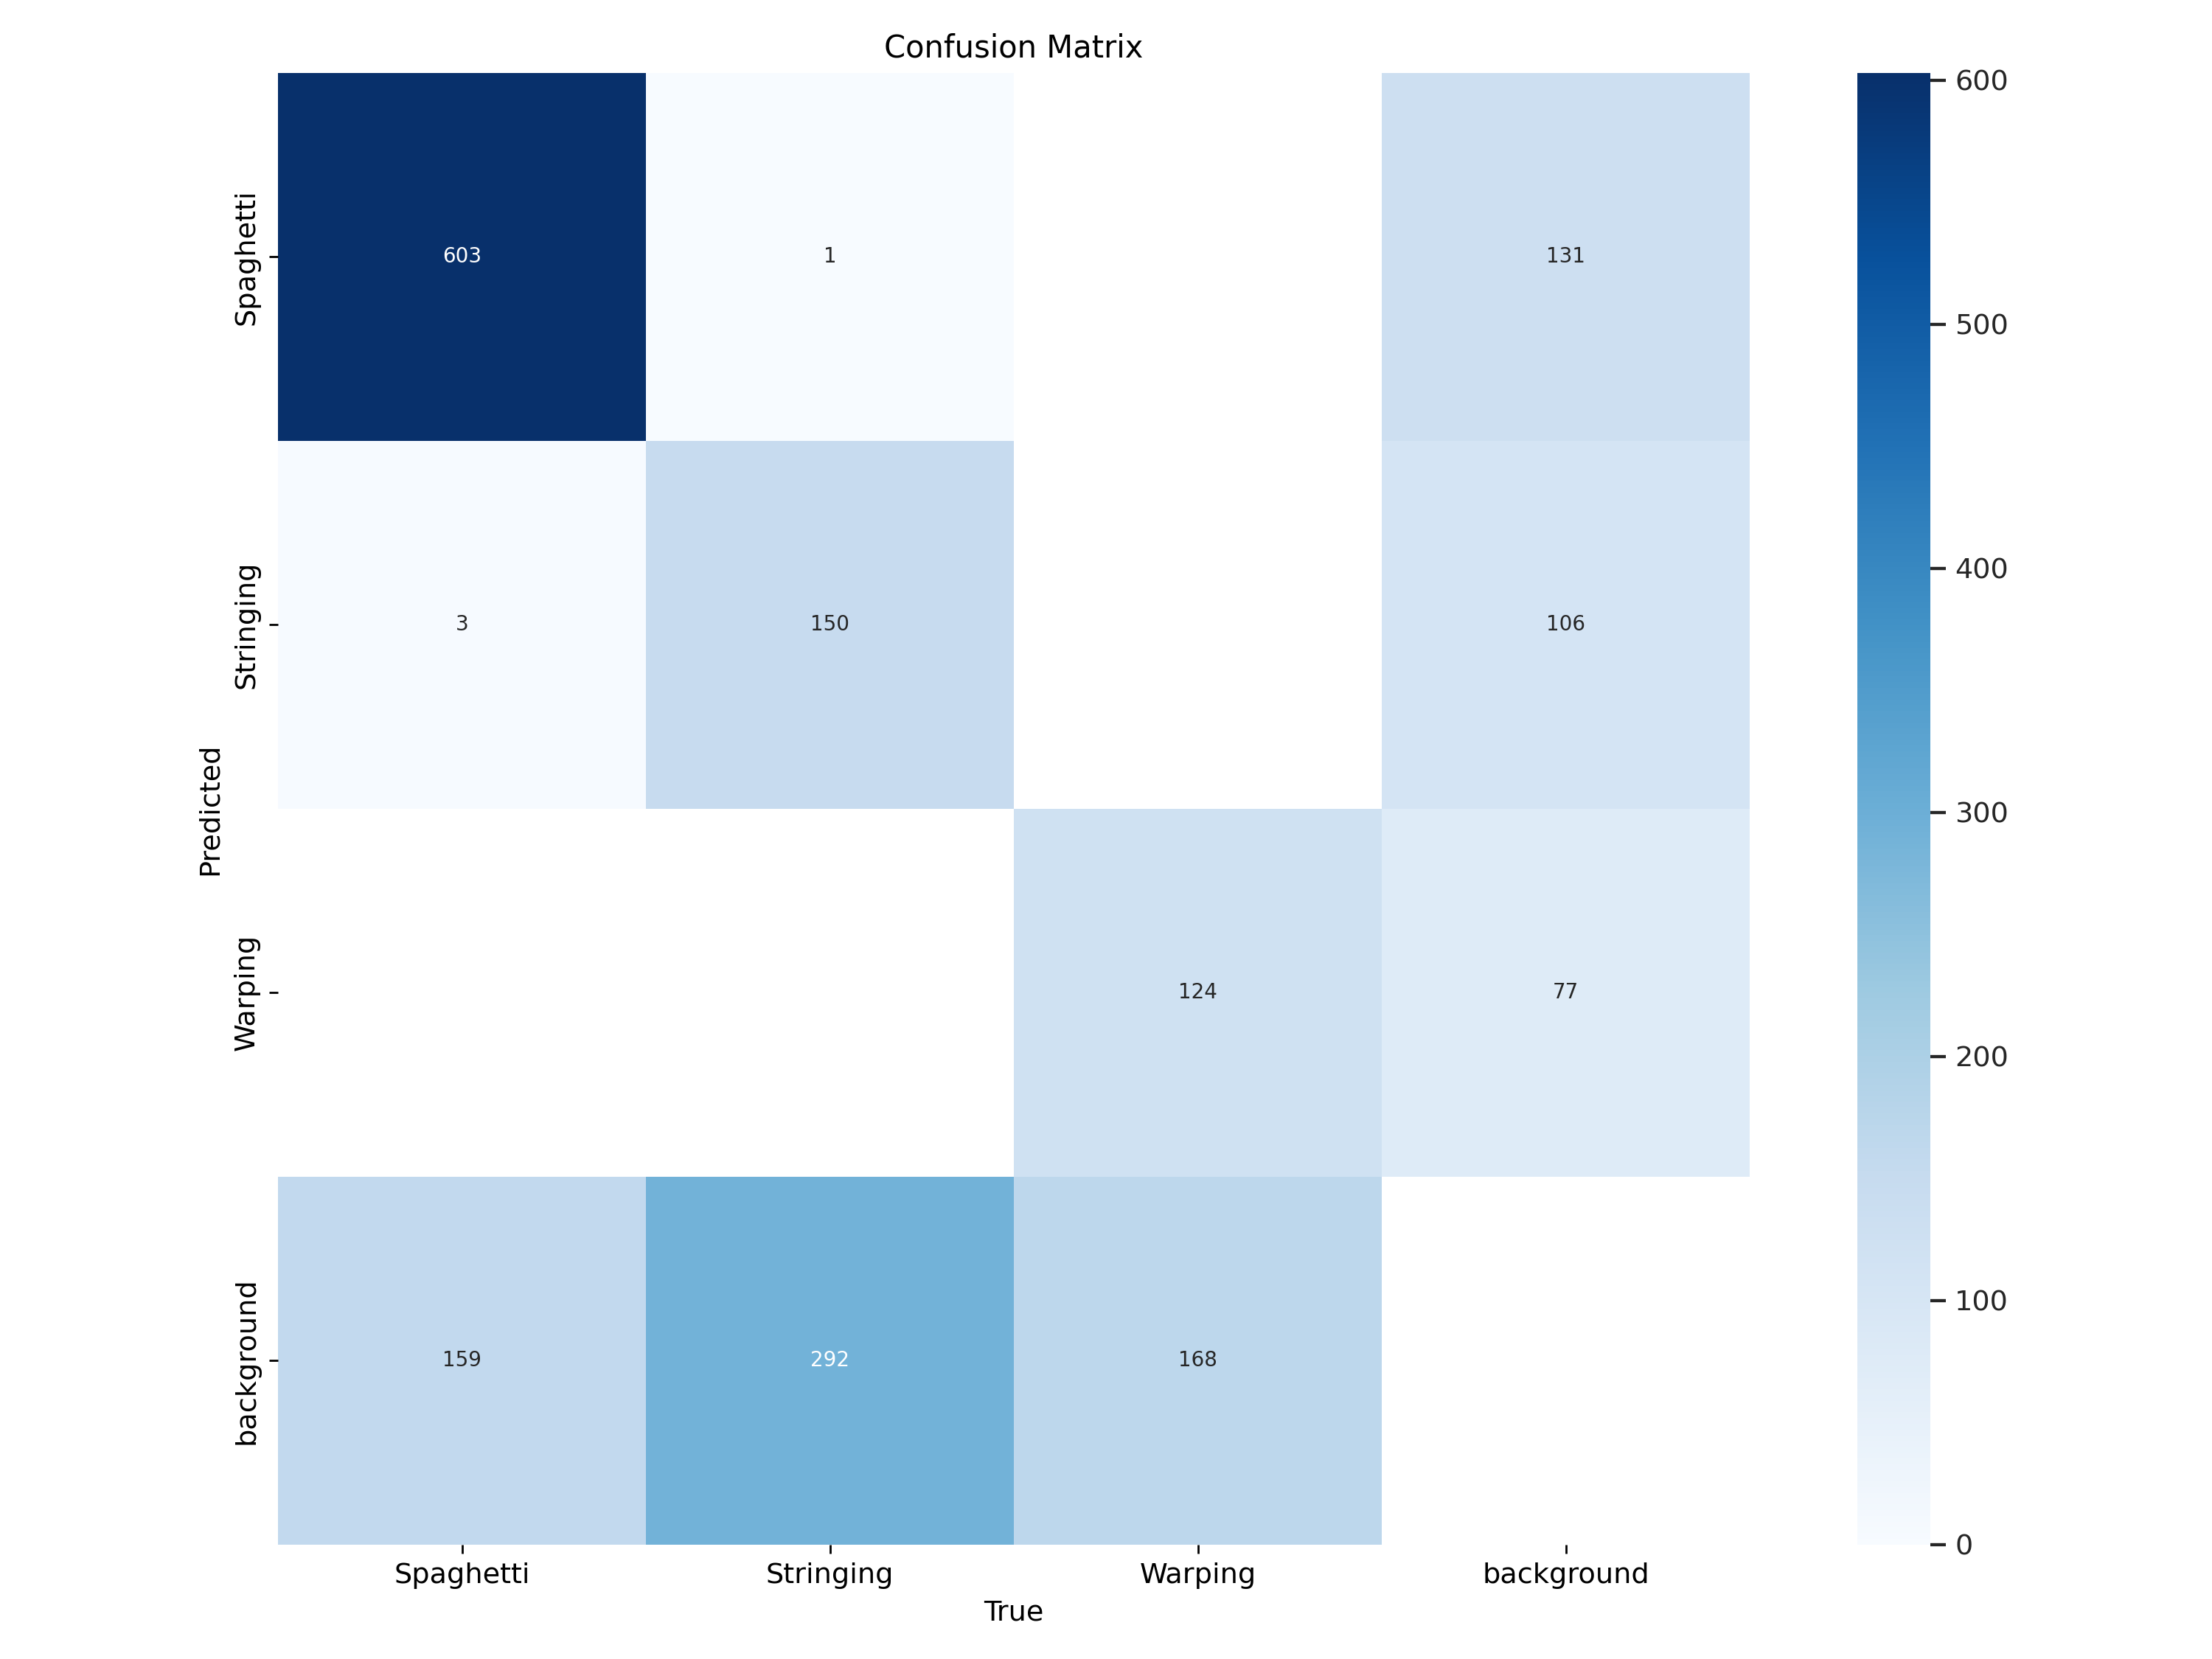 Confusion Matrix
Spaghetti
603
1
131
600
500
Stringing
3
150
106
400
300
Predicted
Warping
124
77
200
100
background
159
292
168
0
Spaghetti
Stringing
Warping
background
True